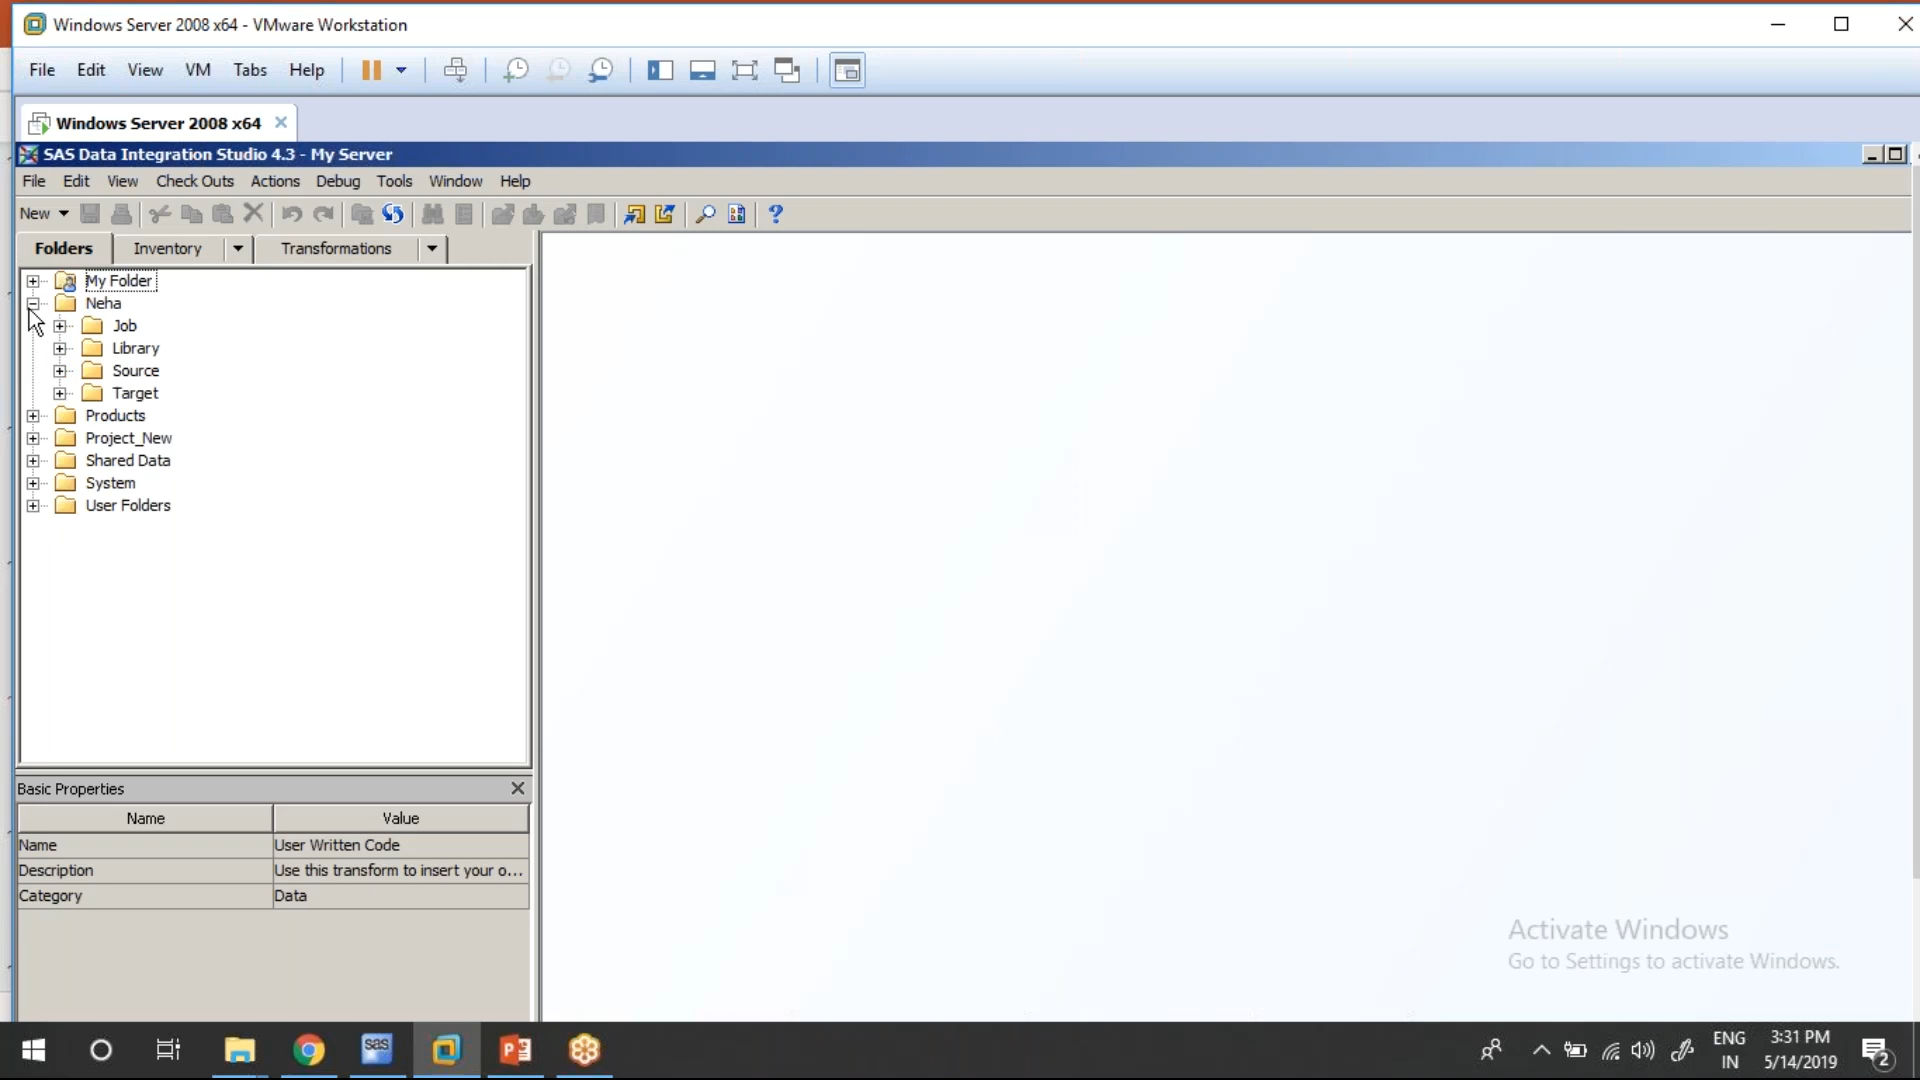 Windows Server 2008 x64 - VMware Workstation
File Edit View VM Tabs Help
Windows Server 2008 x64
SAS Data Integration Studio 4.3 - My Server
File Edit View Check Outs Actions Debug Tools Window Help
New
Folders Inventory Transformations
My Folder
Neha
Job
Library
Source
Target
Products
Project_New
Shared Data
System
User Folders
Basic Properties
Name Value
Name User Written Code
Description Use this transform to insert your o...
Category Data
Activate Windows
Go to Settings to activate Windows.
sas
ENG 3:31 PM
IN 5/14/2019
2